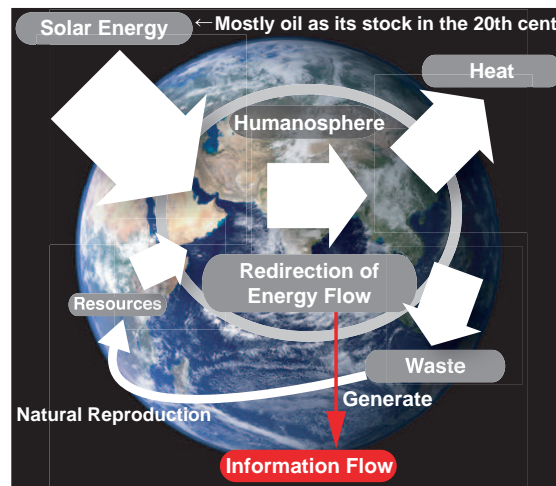 Solar Energy
←Mostly oil as its stock in the 20th cent
Heat
Humanosphere
Redirection of
Energy Flow
Resources
Waste
Natural Reproduction
Generate
Information Flow